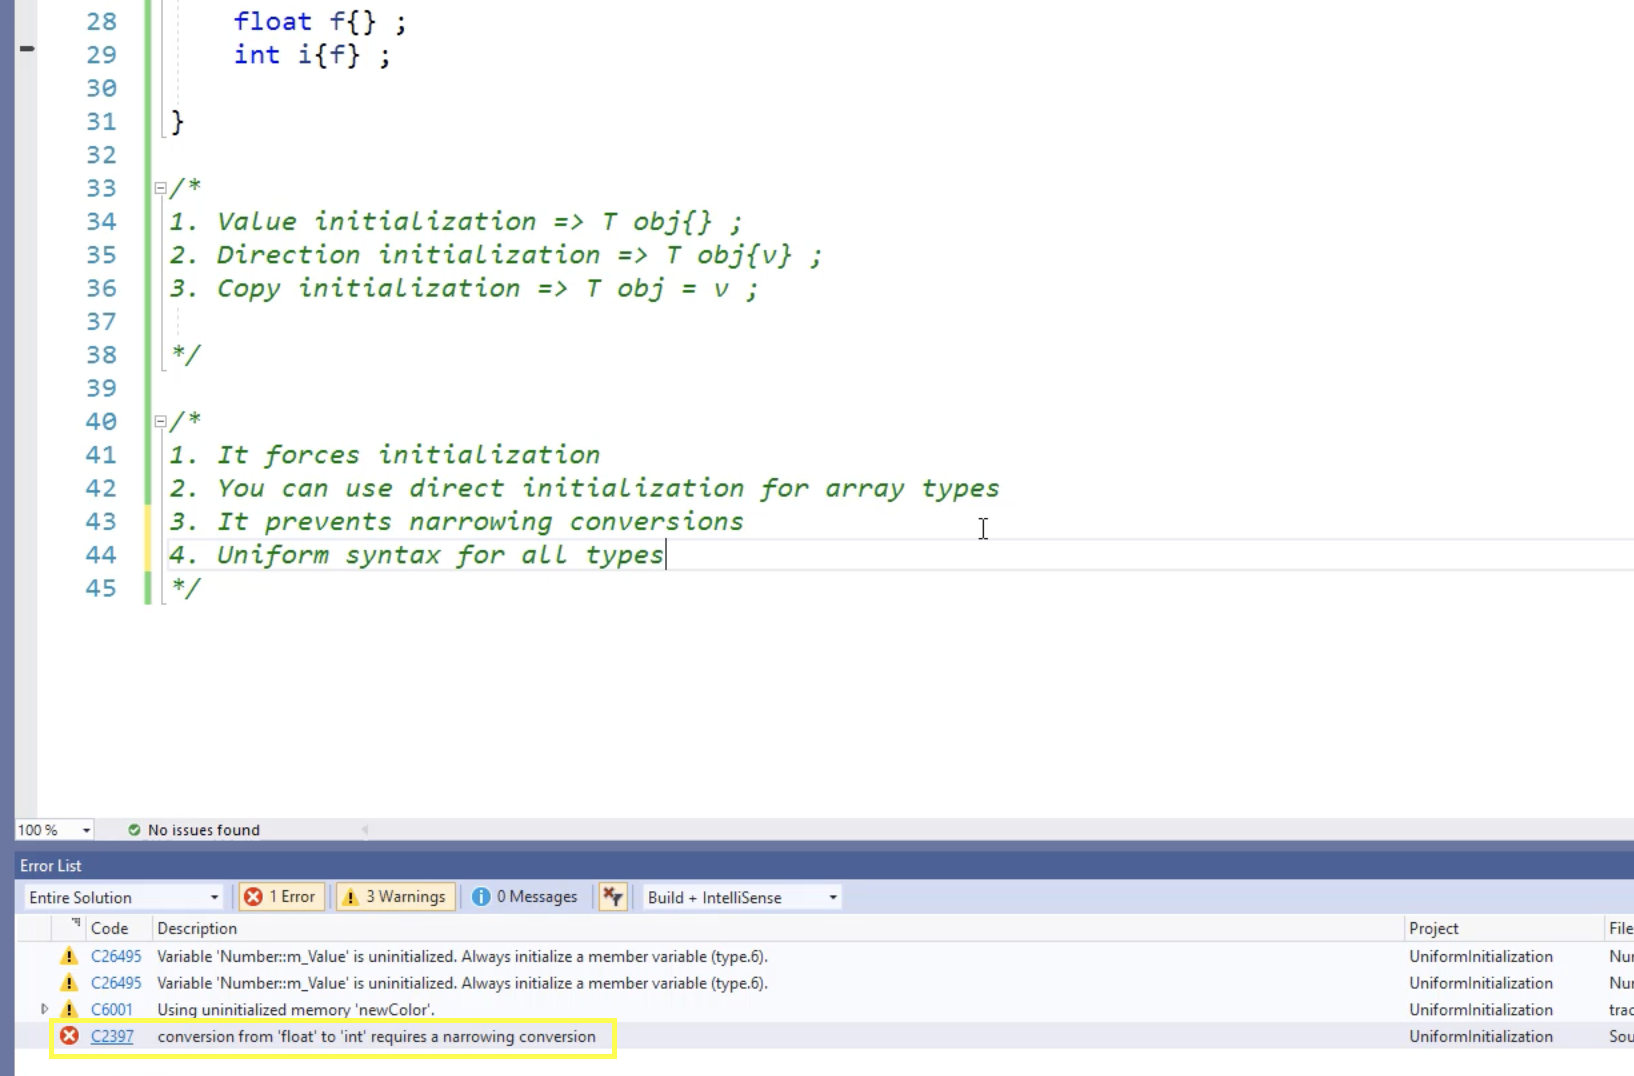 28 float f{} ;
29 int i{f} ;
30
31 }
32
33 /*
34 1. Value initialization => T obj{} ;
35 2. Direction initialization => T obj{v} ;
36 3. Copy initialization => T obj = v ;
37
38 */
39
40 /*
41 1. It forces initialization
42 2. You can use direct initialization for array types
43 3. It prevents narrowing conversions
44 4. Uniform syntax for all types
45 */
100 % No issues found
Error List
Entire Solution 1 Error 3 Warnings 0 Messages Build + IntelliSense
Code Description Project File
C26495 Variable 'Number::m_Value' is uninitialized. Always initialize a member variable (type.6). UniformInitialization Nu
C26495 Variable 'Number::m_Value' is uninitialized. Always initialize a member variable (type.6). UniformInitialization Nu
C6001 Using uninitialized memory 'newColor'. UniformInitialization trac
C2397 conversion from 'float' to 'int' requires a narrowing conversion UniformInitialization Sou